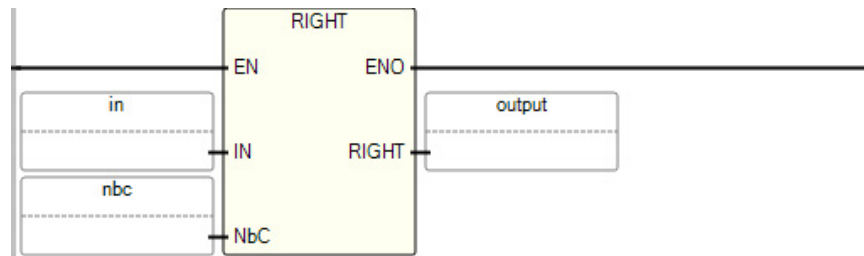 RIGHT
EN ENO
in output
IN RIGHT
nbc
NbC